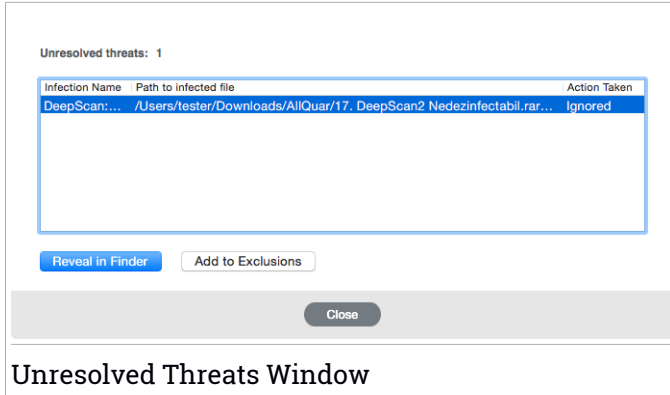 Unresolved threats: 1
Infection Name Path to infected file Action Taken
DeepScan:... /Users/tester/Downloads/AllQuar/17. DeepScan2 Nedezinfectabil.rar... Ignored
Reveal in Finder Add to Exclusions
Close
Unresolved Threats Window